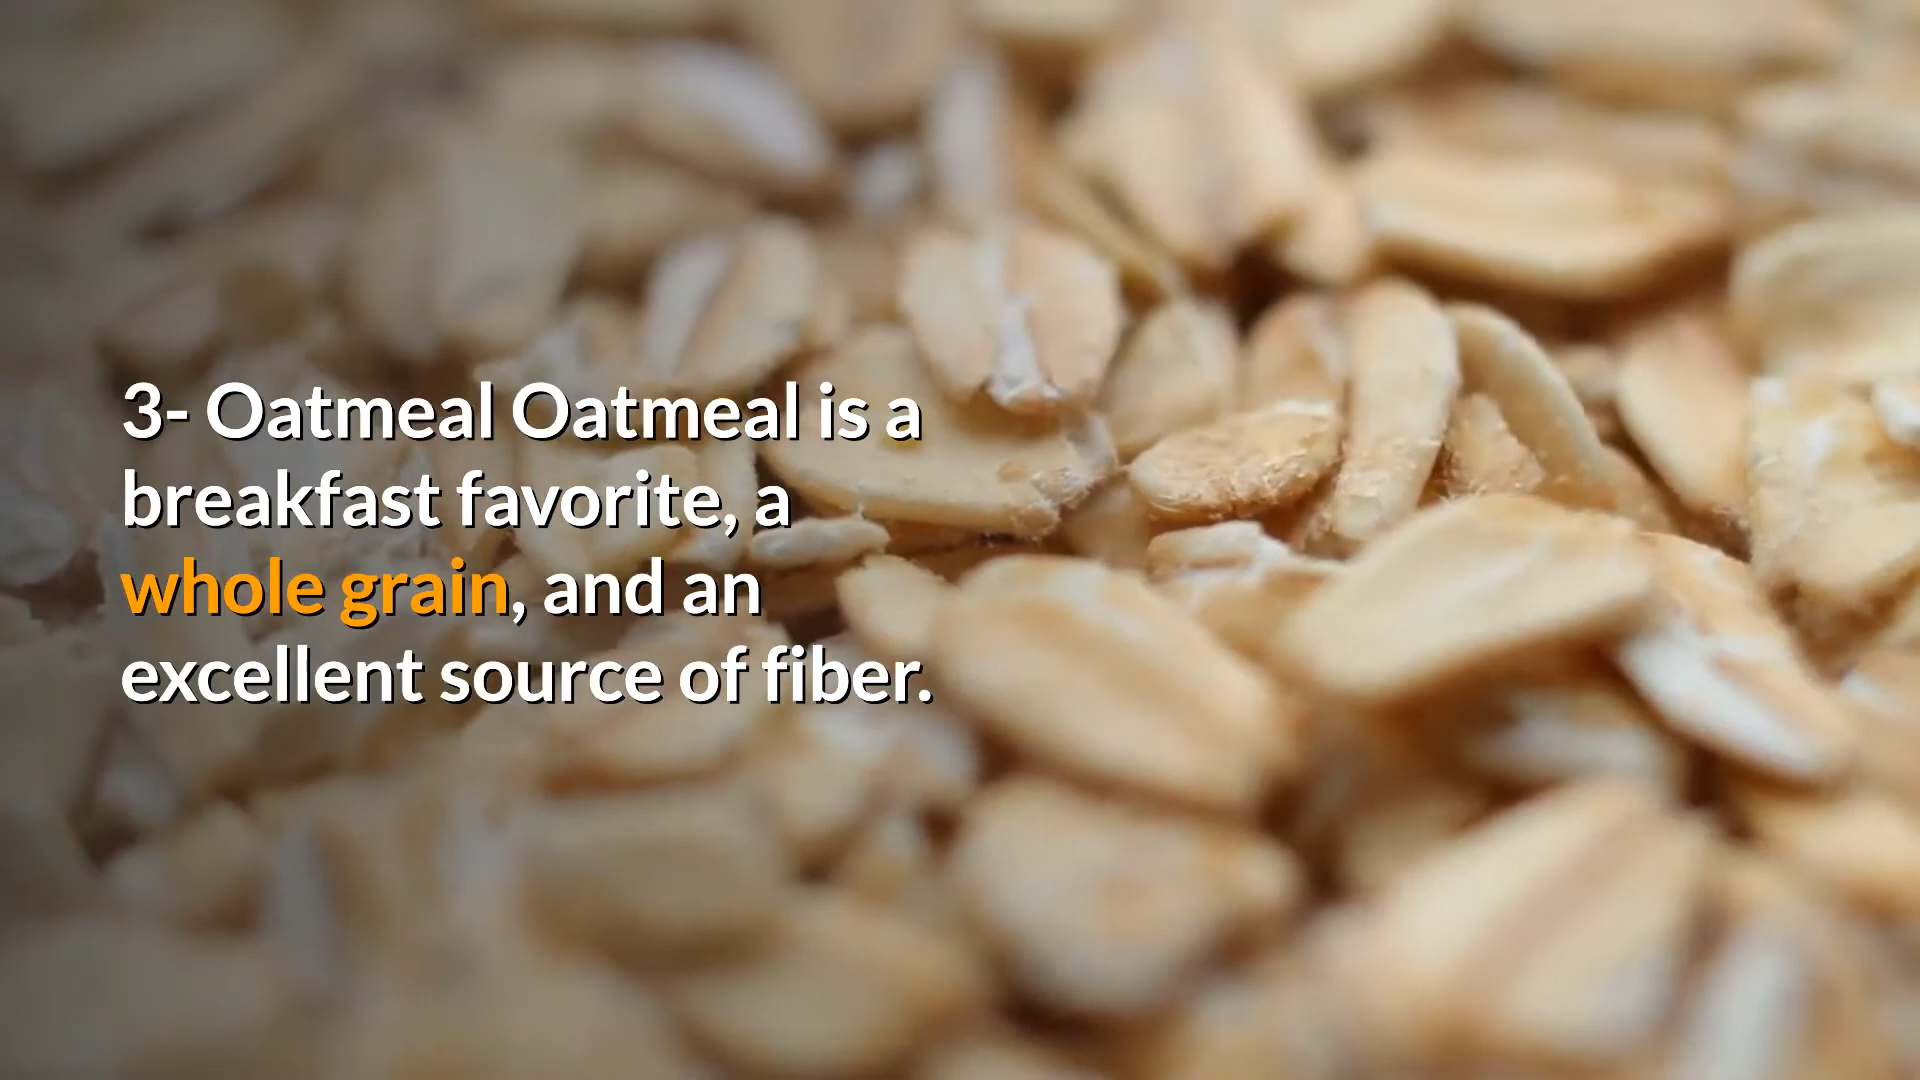 3- Oatmeal Oatmeal is a
breakfast favorite, a
whole grain, and an
excellent source of fiber.